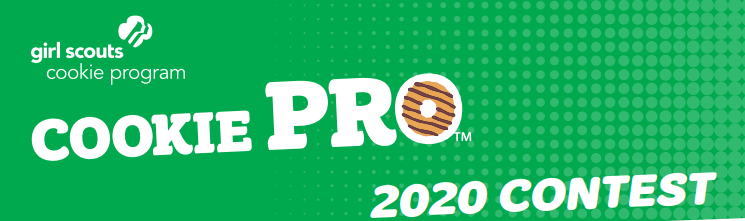 girl scouts
cookie program
COOKIE PRO™
2020 CONTEST